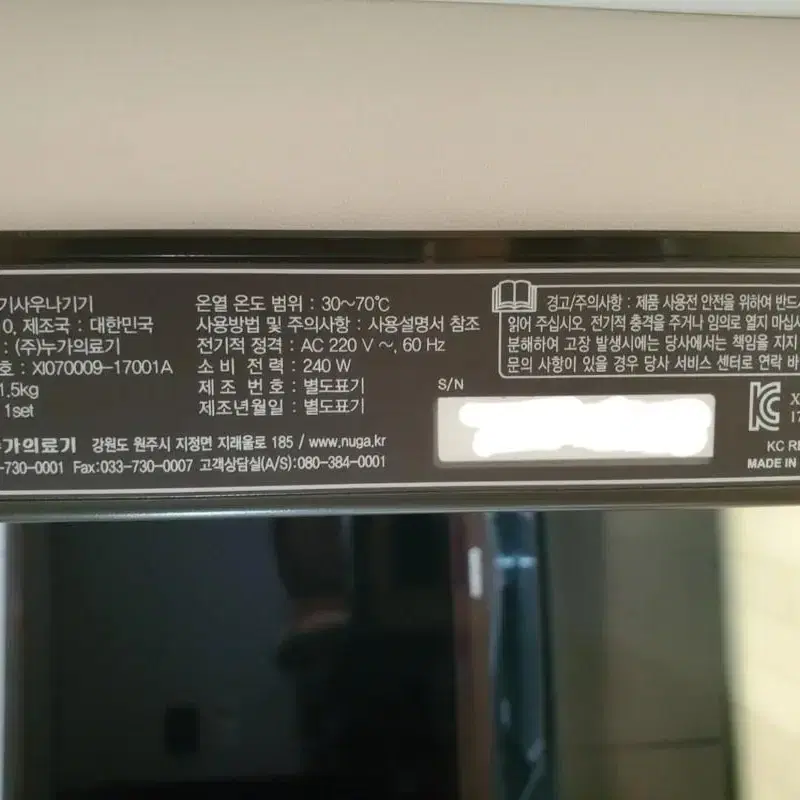 기사우나기기
0, 제조국 : 대한민국
: (주)누가의료기
호 : XI070009-17001A
1.5kg
1set
온열 온도 범위 : 30~70℃
사용방법 및 주의사항 : 사용설명서 참조
전기적 정격 : AC 220 V ~, 60 Hz
소 비 전 력 : 240 W
제 조 번 호 : 별도표기
제조년월일 : 별도표기
경고/주의사항 : 제품 사용전 안전을 위하여 반드
읽어 주십시오. 전기적 충격을 주거나 임의로 열지 마십
분해하여 고장 발생시에는 당사에서는 책임을 지지
문의 사항이 있을 경우 당사 서비스 센터로 연락 바
S/N
누가의료기 강원도 원주시 지정면 지래울로 185 / www.nuga.kr
-730-0001 Fax:033-730-0007 고객상담실(A/S):080-384-0001
X
17
KC RE
MADE IN